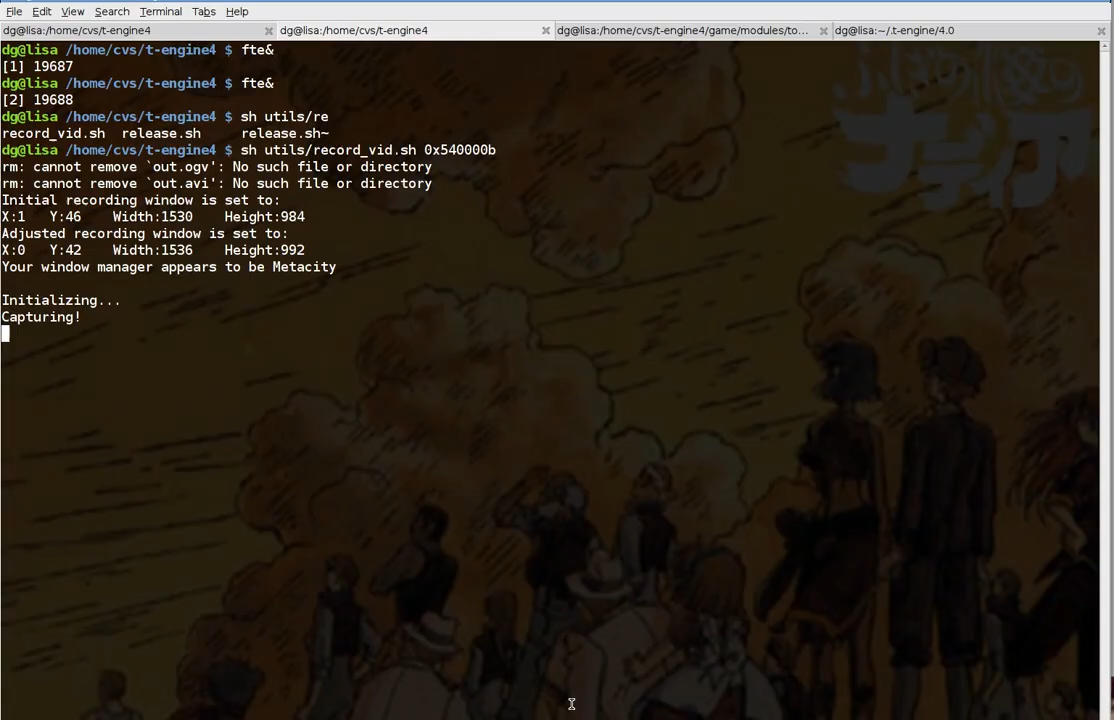 File Edit View Search Terminal Tabs Help
dg@lisa:/home/cvs/t-engine4 dg@lisa:/home/cvs/t-engine4 dg@lisa:/home/cvs/t-engine4/game/modules/to... dg@lisa:~/.t-engine/4.0
dg@lisa /home/cvs/t-engine4 $ fte&
[1] 19687
dg@lisa /home/cvs/t-engine4 $ fte&
[2] 19688
dg@lisa /home/cvs/t-engine4 $ sh utils/re
record_vid.sh  release.sh     release.sh~
dg@lisa /home/cvs/t-engine4 $ sh utils/record_vid.sh 0x540000b
rm: cannot remove `out.ogv': No such file or directory
rm: cannot remove `out.avi': No such file or directory
Initial recording window is set to:
X:1   Y:46    Width:1530    Height:984
Adjusted recording window is set to:
X:0   Y:42    Width:1536    Height:992
Your window manager appears to be Metacity
Initializing...
Capturing!